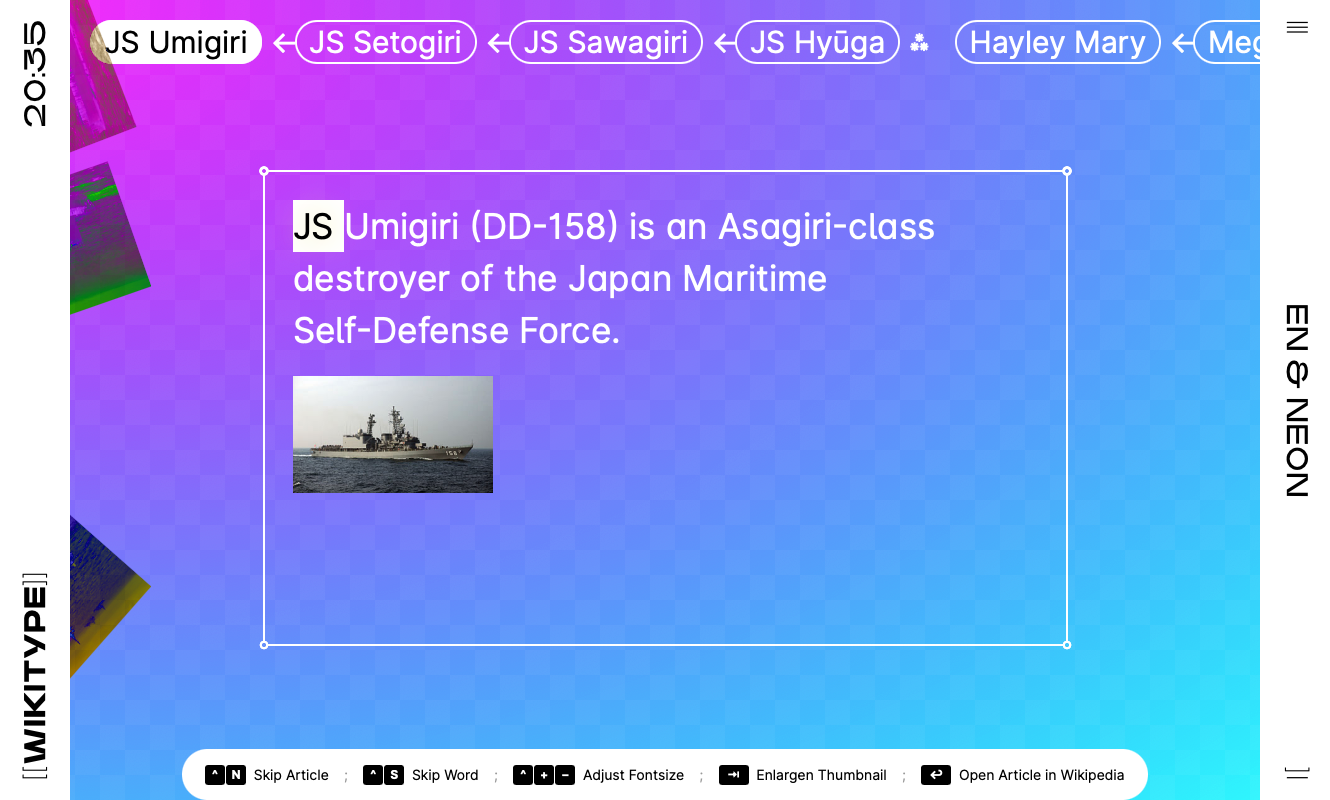 20:35
[[WIKITYPE]]
JS Umigiri ← JS Setogiri ← JS Sawagiri ← JS Hyūga Hayley Mary ← Meg
JS Umigiri (DD-158) is an Asagiri-class
destroyer of the Japan Maritime
Self-Defense Force.
158
^ N Skip Article ; ^ S Skip Word ; ^ + − Adjust Fontsize ; ⇥ Enlargen Thumbnail ; ↩ Open Article in Wikipedia
EN & NEON